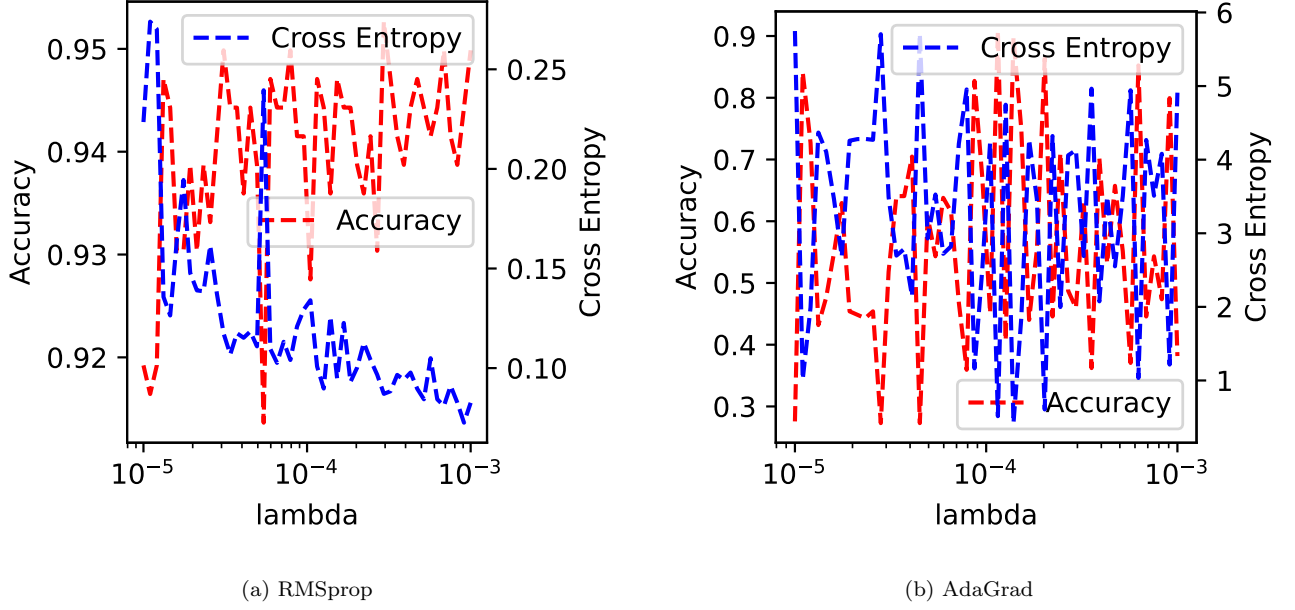 Cross Entropy
Accuracy
0.95
0.94
0.93
0.92
Accuracy
0.25
0.20
0.15
0.10
Cross Entropy
10⁻⁵
10⁻⁴
10⁻³
lambda
(a) RMSprop
Cross Entropy
Accuracy
0.9
0.8
0.7
0.6
0.5
0.4
0.3
Accuracy
6
5
4
3
2
1
Cross Entropy
10⁻⁵
10⁻⁴
10⁻³
lambda
(b) AdaGrad